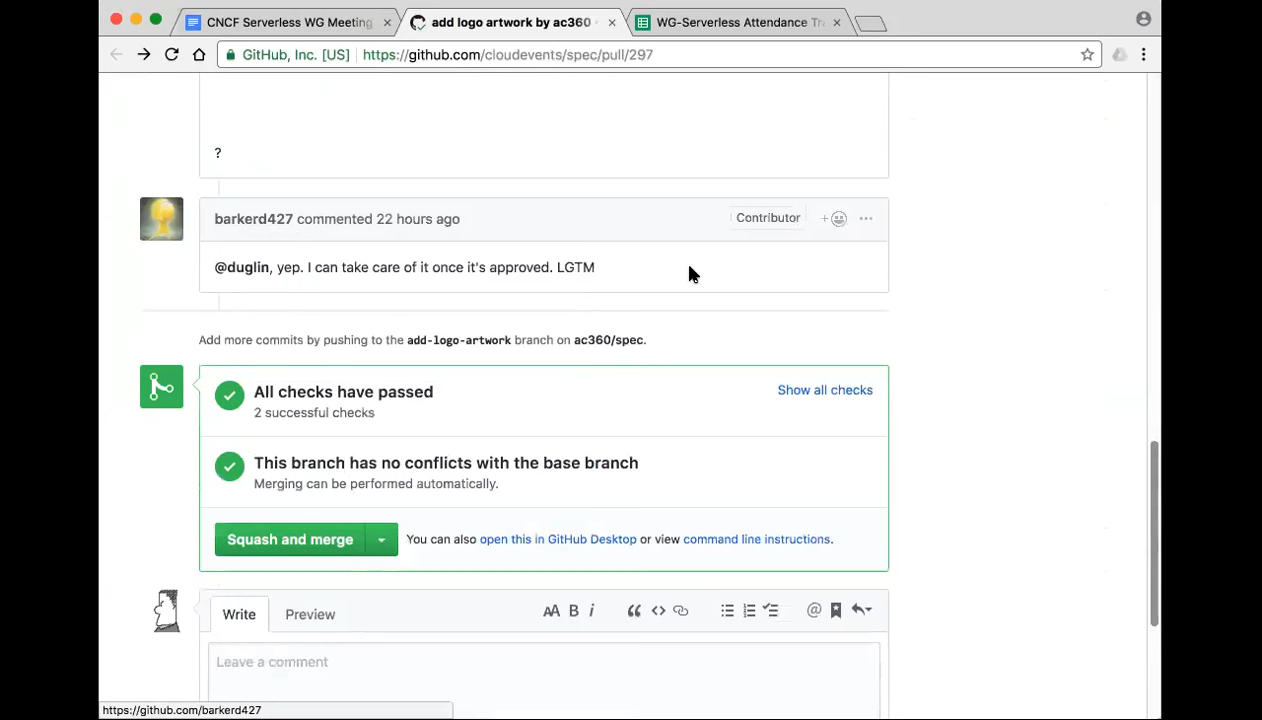 CNCF Serverless WG Meeting
add logo artwork by ac360
WG-Serverless Attendance Tra
GitHub, Inc. [US]
https://github.com/cloudevents/spec/pull/297
?
barkerd427 commented 22 hours ago
Contributor
@duglin, yep. I can take care of it once it's approved. LGTM
Add more commits by pushing to the add-logo-artwork branch on ac360/spec.
All checks have passed
Show all checks
2 successful checks
This branch has no conflicts with the base branch
Merging can be performed automatically.
Squash and merge
You can also open this in GitHub Desktop or view command line instructions.
Write
Preview
AA B i
Leave a comment
https://github.com/barkerd427